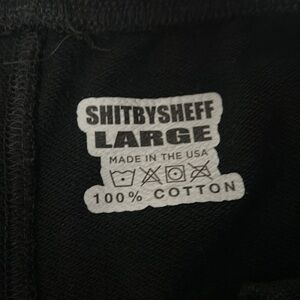 SHITBYSHEFF
LARGE
MADE IN THE USA
100% COTTON